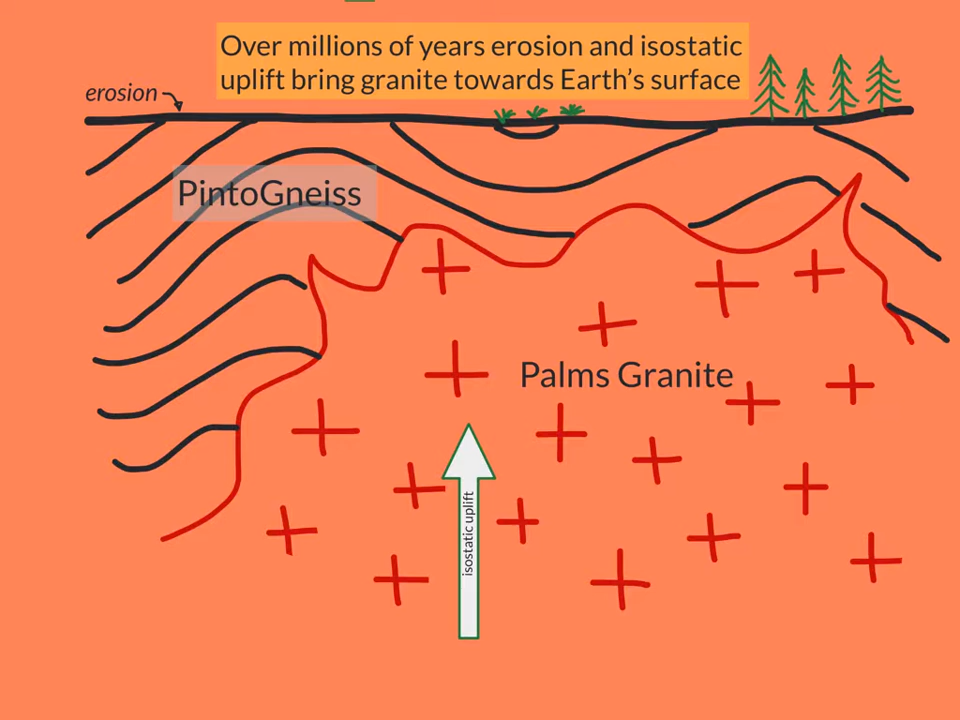 Over millions of years erosion and isostatic
uplift bring granite towards Earth's surface
erosion
PintoGneiss
Palms Granite
isostatic uplift